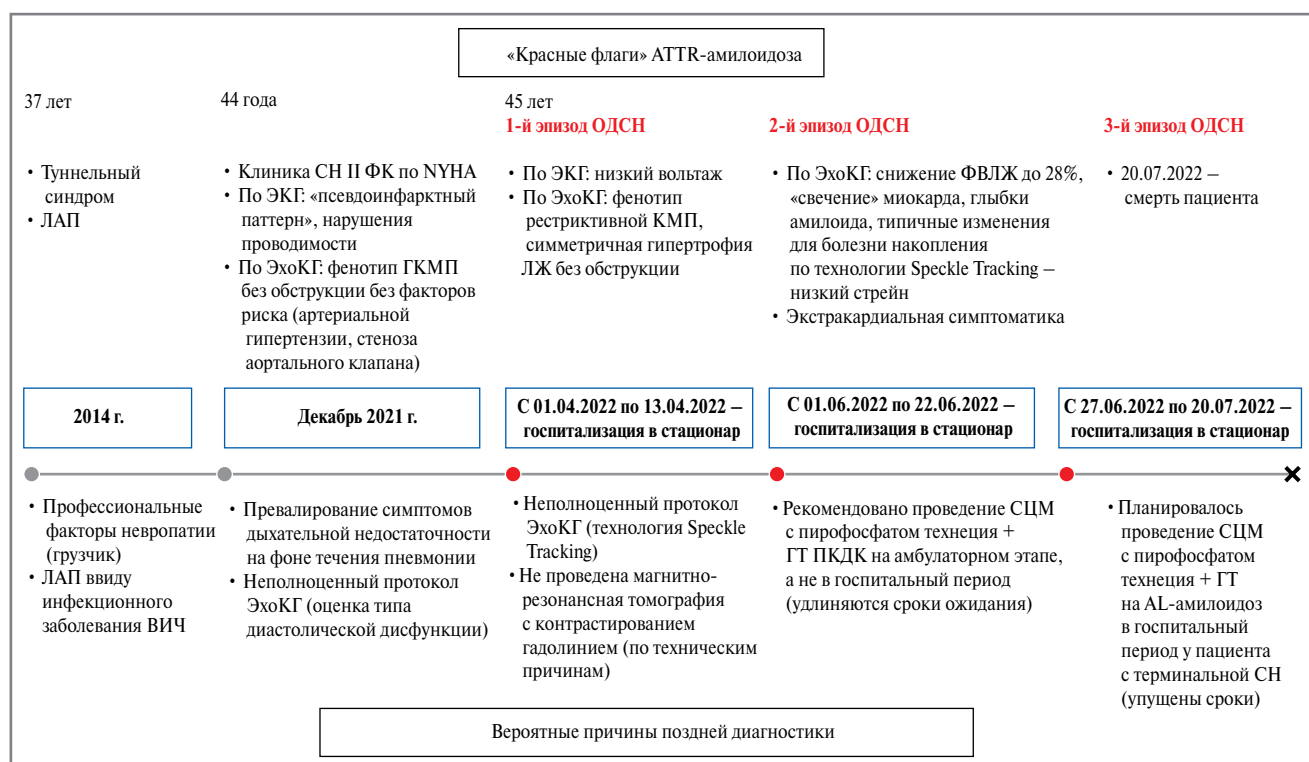 «Красные флаги» ATTR-амилоидоза
37 лет
• Туннельный
синдром
• ЛАП
44 года
• Клиника СН II ФК по NYHA
• По ЭКГ: «псевдоинфарктный
паттерн», нарушения
проводимости
• По ЭхоКГ: фенотип ГКМП
без обструкции без факторов
риска (артериальной
гипертензии, стеноза
аортального клапана)
45 лет
1-й эпизод ОДСН
• По ЭКГ: низкий вольтаж
• По ЭхоКГ: фенотип
рестриктивной КМП,
симметричная гипертрофия
ЛЖ без обструкции
2-й эпизод ОДСН
• По ЭхоКГ: снижение ФВЛЖ до 28%,
«свечение» миокарда, глыбки
амилоида, типичные изменения
для болезни накопления
по технологии Speckle Tracking –
низкий стрейн
• Экстракардиальная симптоматика
3-й эпизод ОДСН
• 20.07.2022 –
смерть пациента
2014 г.
Декабрь 2021 г.
С 01.04.2022 по 13.04.2022 –
госпитализация в стационар
С 01.06.2022 по 22.06.2022 –
госпитализация в стационар
С 27.06.2022 по 20.07.2022 –
госпитализация в стационар
• Профессиональные
факторы невропатии
(грузчик)
• ЛАП ввиду
инфекционного
заболевания ВИЧ
• Превалирование симптомов
дыхательной недостаточности
на фоне течения пневмонии
• Неполноценный протокол
ЭхоКГ (оценка типа
диастолической дисфункции)
• Неполноценный протокол
ЭхоКГ (технология Speckle
Tracking)
• Не проведена магнитно-
резонансная томография
с контрастированием
гадолинием (по техническим
причинам)
• Рекомендовано проведение СЦМ
с пирофосфатом технеция +
ГТ ПКДК на амбулаторном этапе,
а не в госпитальный период
(удлиняются сроки ожидания)
• Планировалось
проведение СЦМ
с пирофосфатом
технеция + ГТ
на AL-амилоидоз
в госпитальный
период у пациента
с терминальной СН
(упущены сроки)
Вероятные причины поздней диагностики